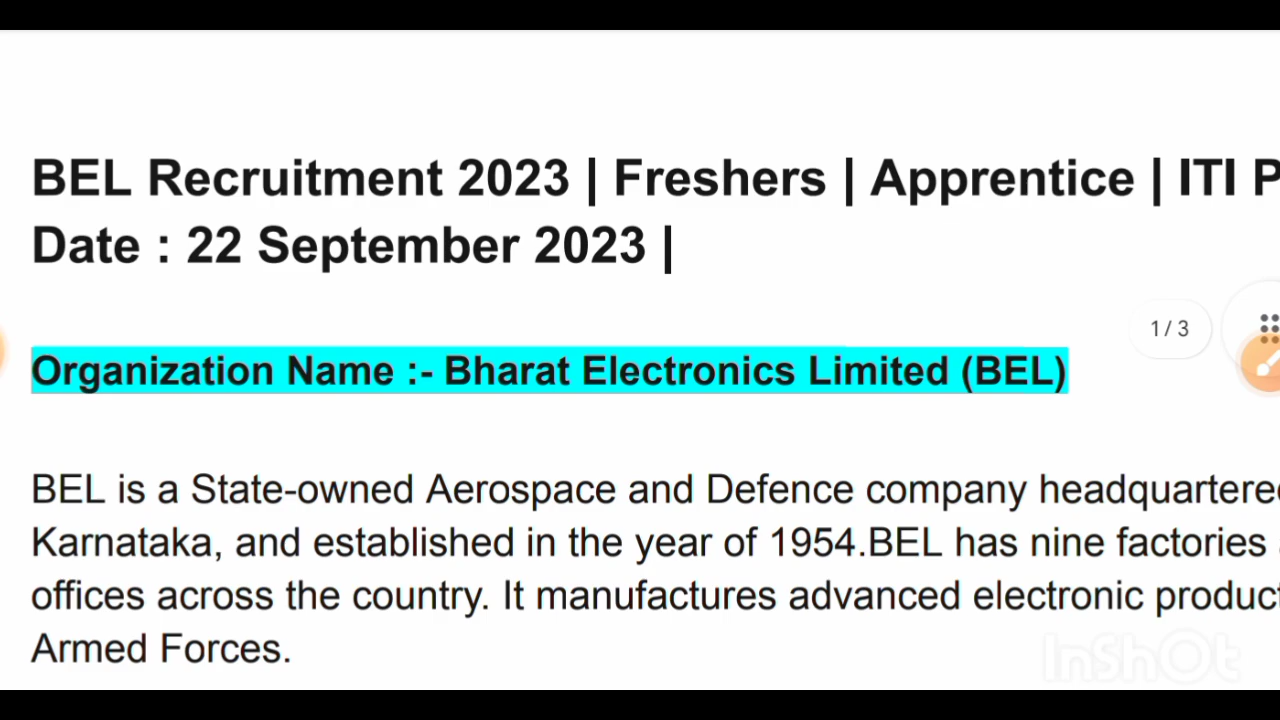 BEL Recruitment 2023 | Freshers | Apprentice | ITI P
Date : 22 September 2023 |
1 / 3
Organization Name :- Bharat Electronics Limited (BEL)
BEL is a State-owned Aerospace and Defence company headquartered
Karnataka, and established in the year of 1954.BEL has nine factories
offices across the country. It manufactures advanced electronic product
Armed Forces.
InShOt